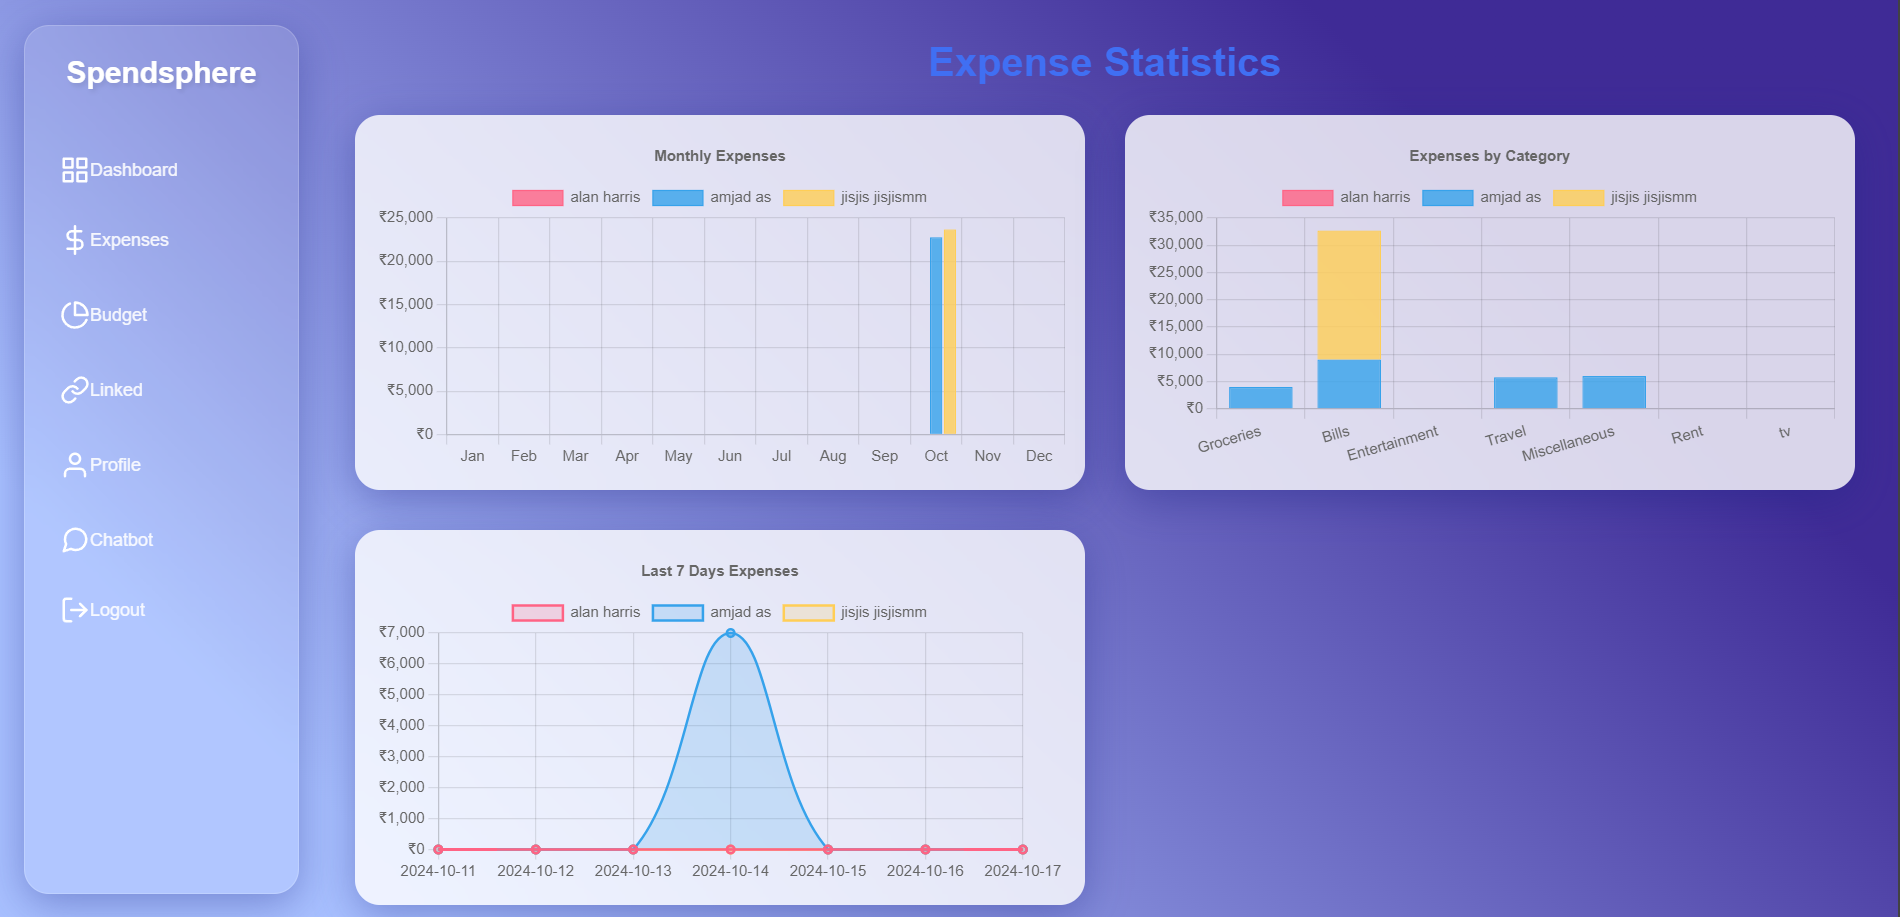 Spendsphere
Dashboard
Expenses
Budget
Linked
Profile
Chatbot
Logout
Expense Statistics
Monthly Expenses
alan harris amjad as jisjis jisjismm
₹25,000
₹20,000
₹15,000
₹10,000
₹5,000
₹0
Jan Feb Mar Apr May Jun Jul Aug Sep Oct Nov Dec
Expenses by Category
alan harris amjad as jisjis jisjismm
₹35,000
₹30,000
₹25,000
₹20,000
₹15,000
₹10,000
₹5,000
₹0
Groceries Bills Entertainment Travel Miscellaneous Rent tv
Last 7 Days Expenses
alan harris amjad as jisjis jisjismm
₹7,000
₹6,000
₹5,000
₹4,000
₹3,000
₹2,000
₹1,000
₹0
2024-10-11 2024-10-12 2024-10-13 2024-10-14 2024-10-15 2024-10-16 2024-10-17